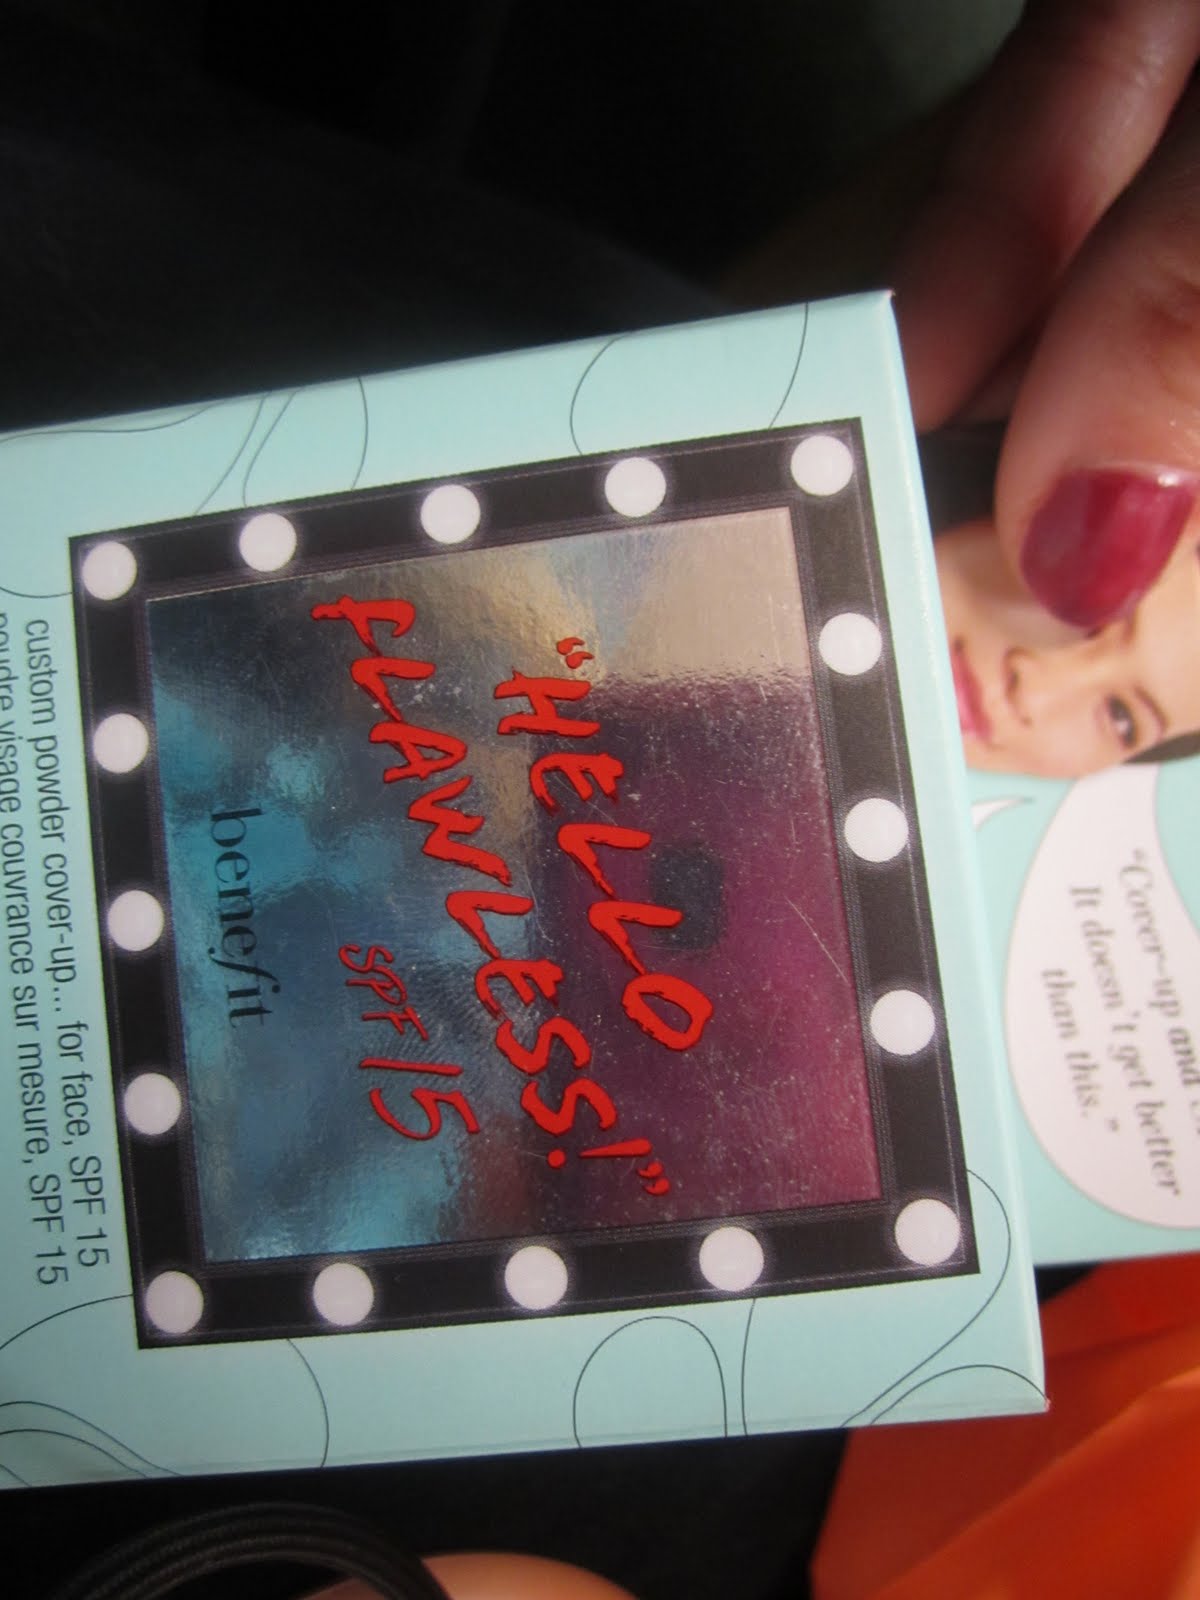 "HELLO
FLAWLESS!"
SPF 15
benefit
custom powder cover-up... for face, SPF 15
poudre visage couvrance sur mesure, SPF 15
"Cover-up and
It doesn't get better
than this."